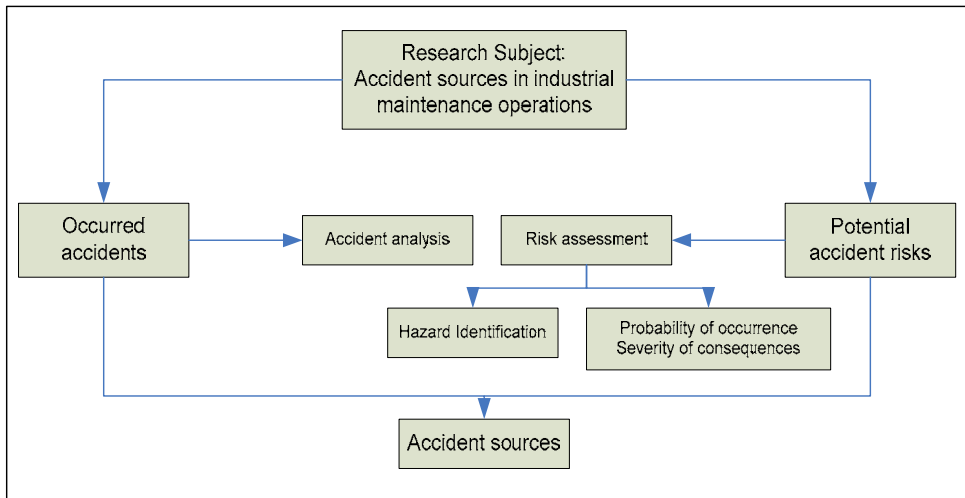 Research Subject:
Accident sources in industrial
maintenance operations
Occurred
accidents
Accident analysis
Risk assessment
Potential
accident risks
Hazard Identification
Probability of occurrence
Severity of consequences
Accident sources